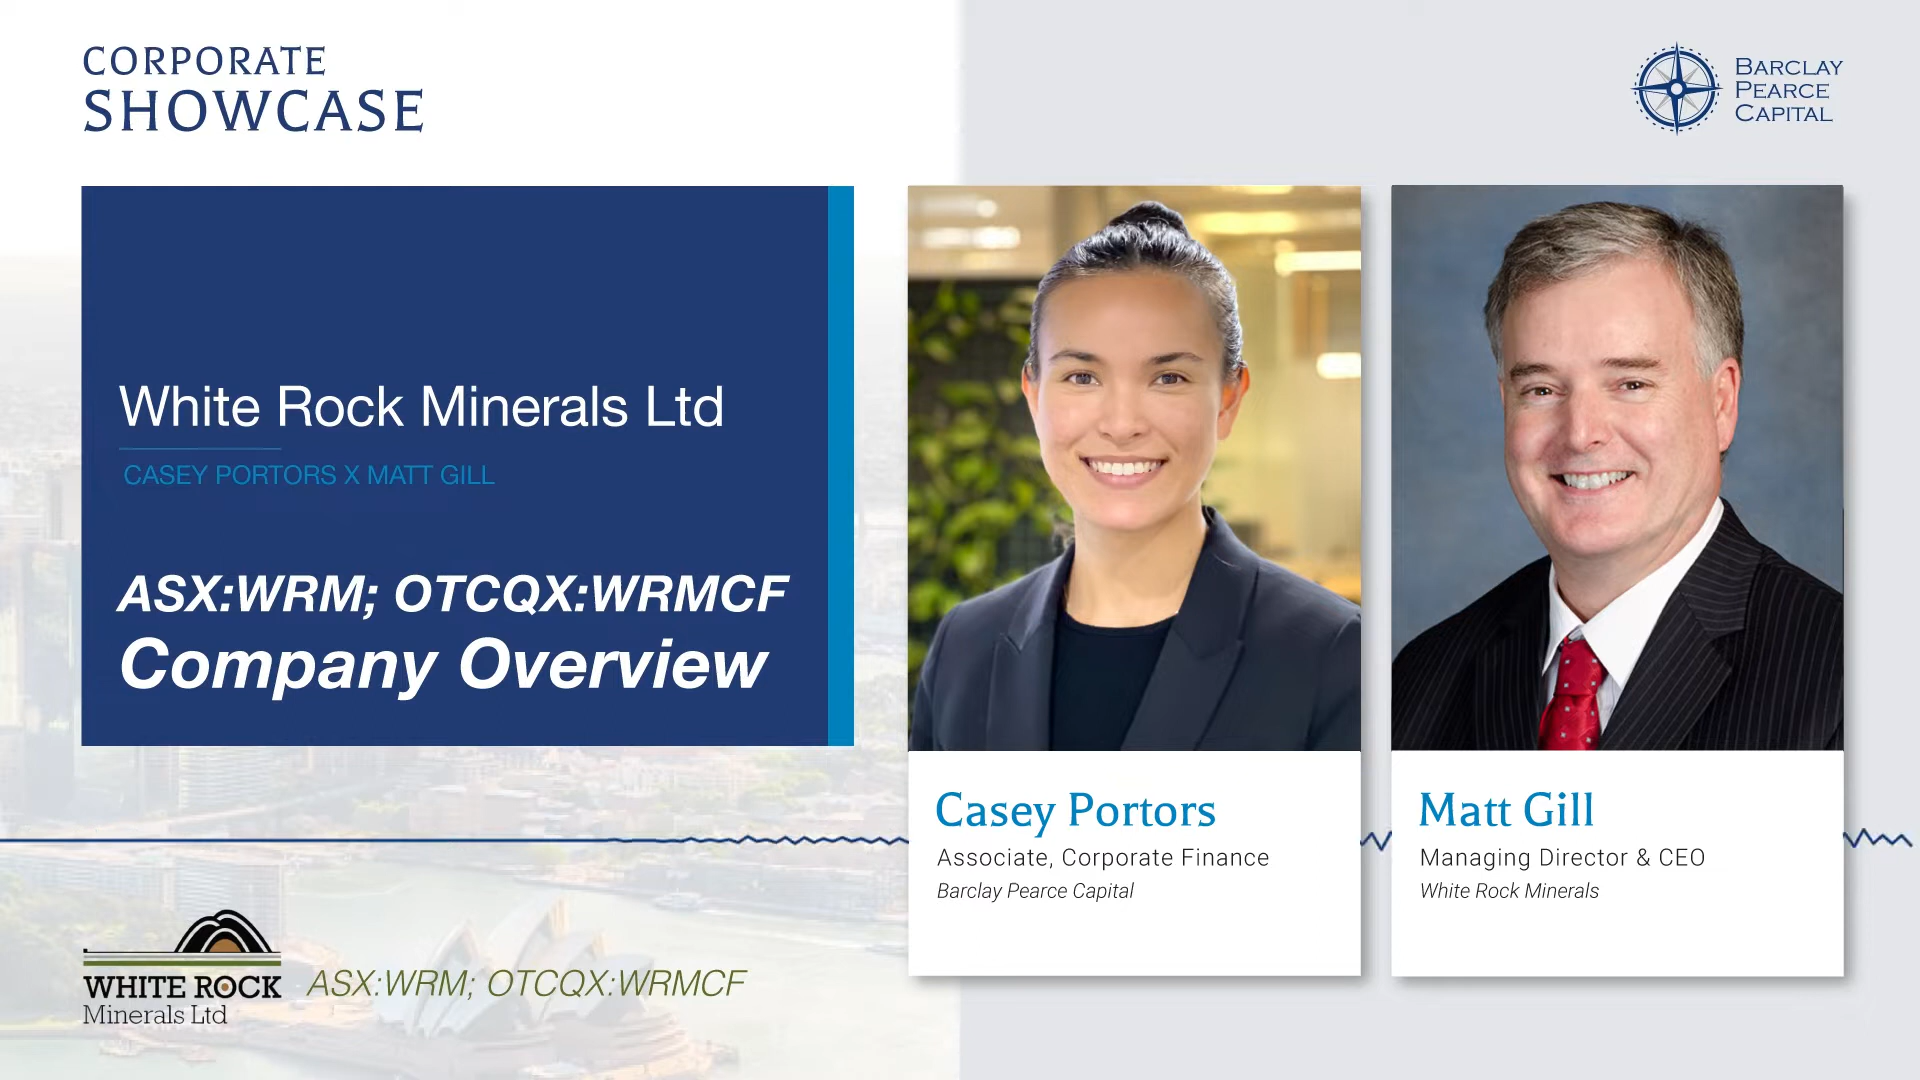 CORPORATE
SHOWCASE
BARCLAY
PEARCE
CAPITAL
White Rock Minerals Ltd
CASEY PORTORS X MATT GILL
ASX:WRM; OTCQX:WRMCF
Company Overview
Casey Portors
Associate, Corporate Finance
Barclay Pearce Capital
Matt Gill
Managing Director & CEO
White Rock Minerals
WHITE ROCK
Minerals Ltd
ASX:WRM; OTCQX:WRMCF